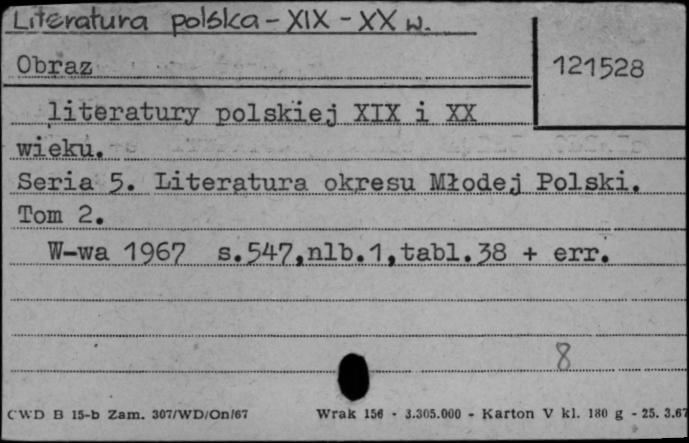 Literatura polska - XIX - XX w.
Obraz
121528
literatury polskiej XIX i XX
wieku.
Seria 5. Literatura okresu Młodej Polski.
Tom 2.
W-wa 1967 s.547,nlb.1,tabl.38 + err.
8
CWD B 15-b Zam. 307/WD/On/67 Wrak 156 - 3.305.000 - Karton V kl. 180 g - 25. 3.67